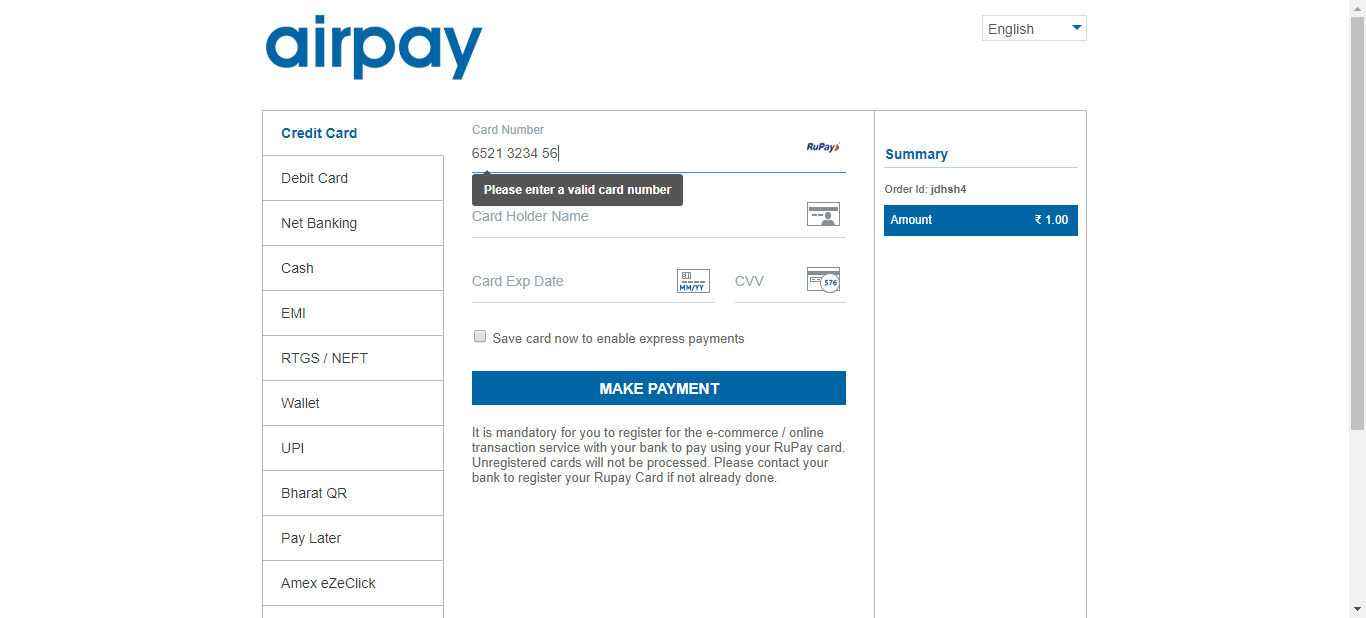 airpay
English
Credit Card
Debit Card
Net Banking
Cash
EMI
RTGS / NEFT
Wallet
UPI
Bharat QR
Pay Later
Amex eZeClick
Card Number
6521 3234 56
RuPay
Please enter a valid card number
Card Holder Name
Card Exp Date
MM/YY
CVV
576
Save card now to enable express payments
MAKE PAYMENT
It is mandatory for you to register for the e-commerce / online
transaction service with your bank to pay using your RuPay card.
Unregistered cards will not be processed. Please contact your
bank to register your Rupay Card if not already done.
Summary
Order Id: jdhsh4
Amount ₹ 1.00